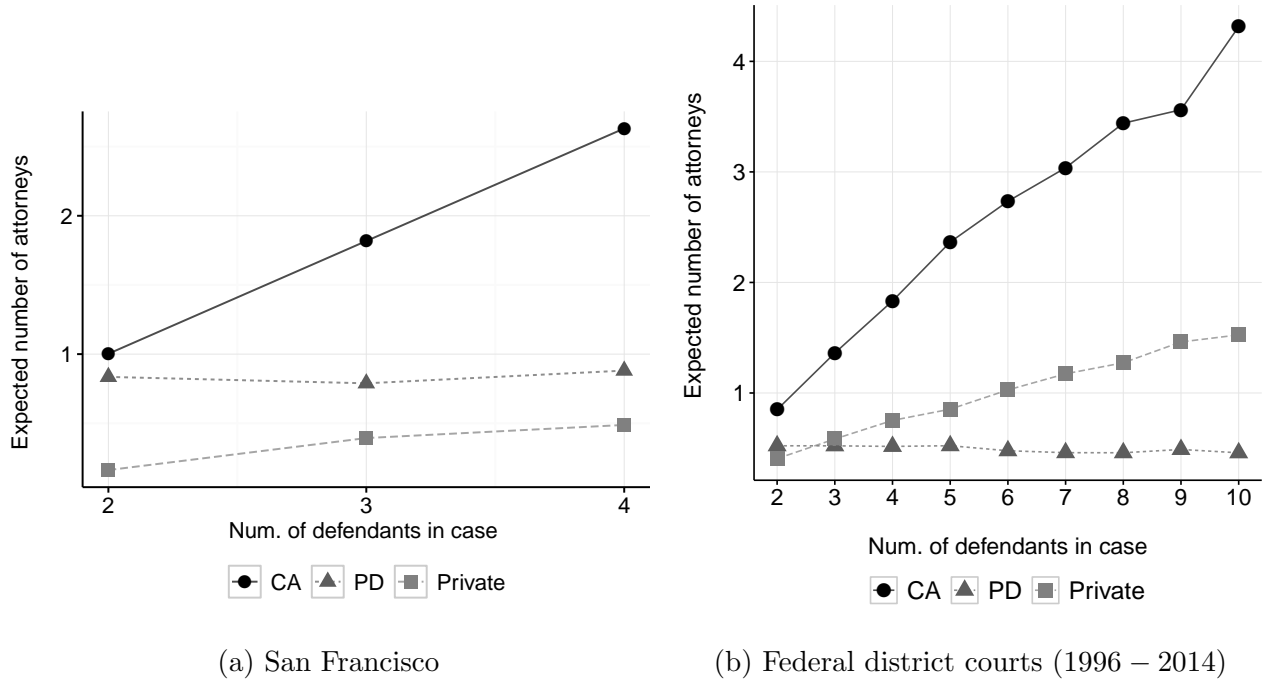 Expected number of attorneys
2
1
2 3 4
Num. of defendants in case
CA PD Private
(a) San Francisco
Expected number of attorneys
4
3
2
1
2 3 4 5 6 7 8 9 10
Num. of defendants in case
CA PD Private
(b) Federal district courts (1996 – 2014)